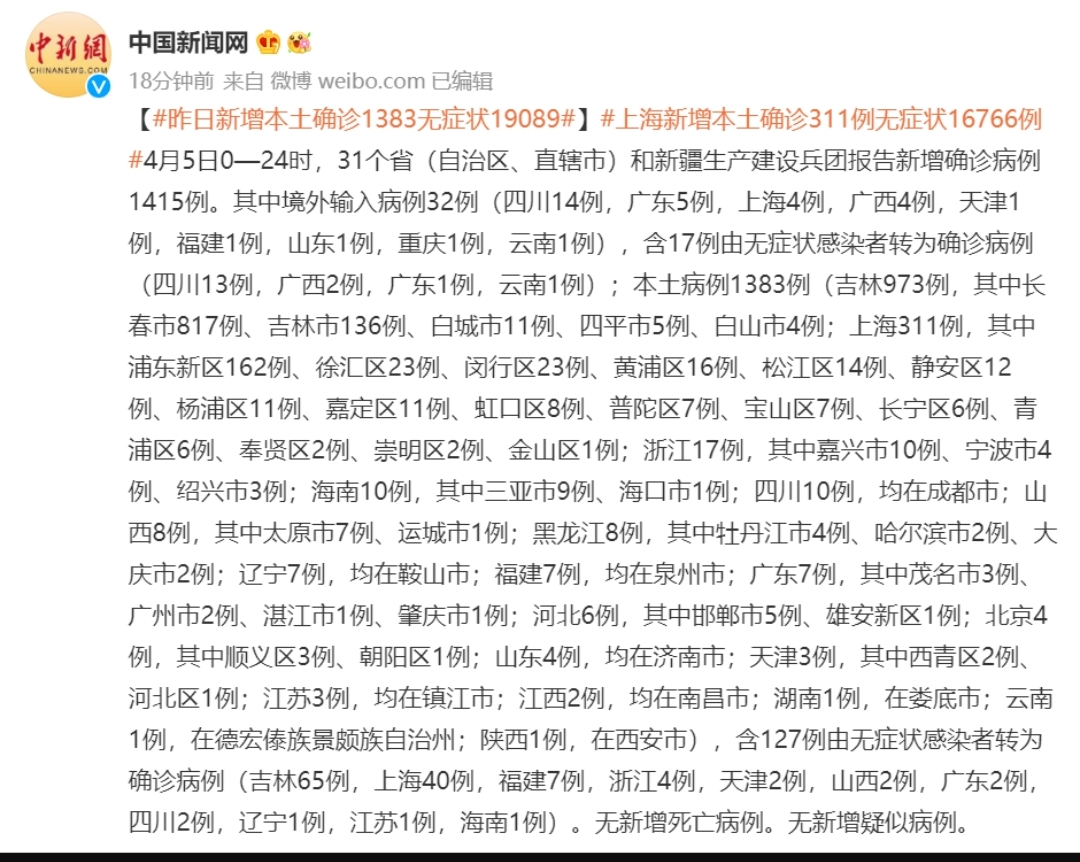 中新網
CHINANEWS.COM
中国新闻网
18分钟前 来自 微博 weibo.com 已编辑
【#昨日新增本土确诊1383无症状19089#】#上海新增本土确诊311例无症状16766例
#4月5日0—24时，31个省（自治区、直辖市）和新疆生产建设兵团报告新增确诊病例
1415例。其中境外输入病例32例（四川14例，广东5例，上海4例，广西4例，天津1
例，福建1例，山东1例，重庆1例，云南1例），含17例由无症状感染者转为确诊病例
（四川13例，广西2例，广东1例，云南1例）；本土病例1383例（吉林973例，其中长
春市817例、吉林市136例、白城市11例、四平市5例、白山市4例；上海311例，其中
浦东新区162例、徐汇区23例、闵行区23例、黄浦区16例、松江区14例、静安区12
例、杨浦区11例、嘉定区11例、虹口区8例、普陀区7例、宝山区7例、长宁区6例、青
浦区6例、奉贤区2例、崇明区2例、金山区1例；浙江17例，其中嘉兴市10例、宁波市4
例、绍兴市3例；海南10例，其中三亚市9例、海口市1例；四川10例，均在成都市；山
西8例，其中太原市7例、运城市1例；黑龙江8例，其中牡丹江市4例、哈尔滨市2例、大
庆市2例；辽宁7例，均在鞍山市；福建7例，均在泉州市；广东7例，其中茂名市3例、
广州市2例、湛江市1例、肇庆市1例；河北6例，其中邯郸市5例、雄安新区1例；北京4
例，其中顺义区3例、朝阳区1例；山东4例，均在济南市；天津3例，其中西青区2例、
河北区1例；江苏3例，均在镇江市；江西2例，均在南昌市；湖南1例，在娄底市；云南
1例，在德宏傣族景颇族自治州；陕西1例，在西安市），含127例由无症状感染者转为
确诊病例（吉林65例，上海40例，福建7例，浙江4例，天津2例，山西2例，广东2例，
四川2例，辽宁1例，江苏1例，海南1例）。无新增死亡病例。无新增疑似病例。